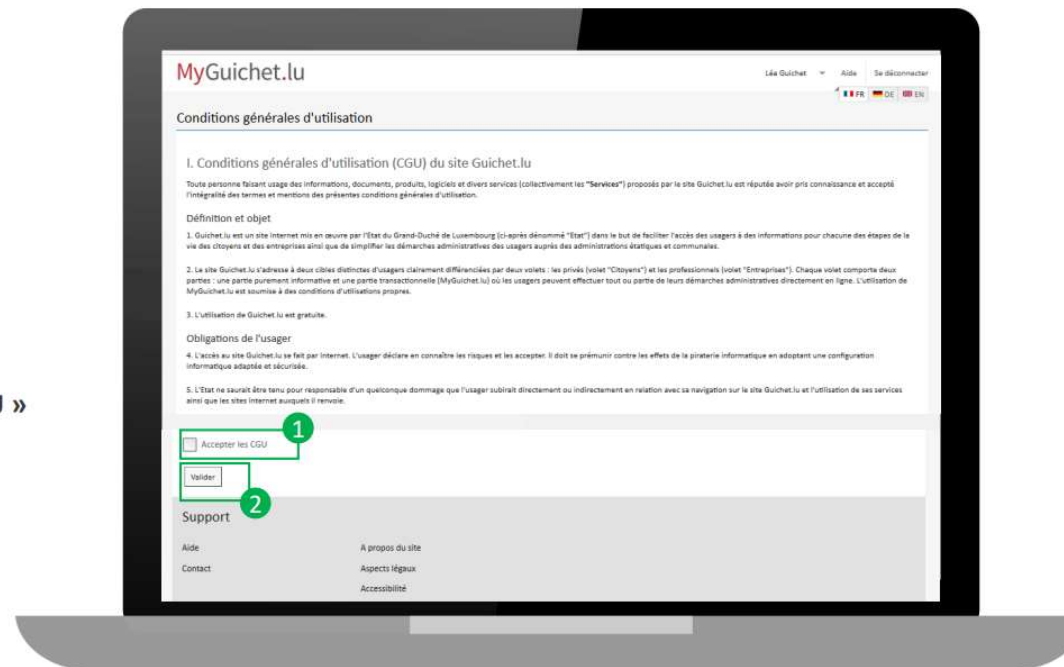 MyGuichet.lu
Léa Guichet Aide Se déconnecter
FR DE EN
Conditions générales d'utilisation
I. Conditions générales d'utilisation (CGU) du site Guichet.lu
Toute personne faisant usage des informations, documents, produits, logiciels et divers services (collectivement les "Services") proposés par le site Guichet.lu est réputée avoir pris connaissance et accepté
l'intégralité des termes et mentions des présentes conditions générales d'utilisation.
Définition et objet
1. Guichet.lu est un site Internet mis en œuvre par l'Etat du Grand-Duché de Luxembourg (ci-après dénommé "Etat") dans le but de faciliter l'accès des usagers à des informations pour chacune des étapes de la
vie des citoyens et des entreprises ainsi que de simplifier les démarches administratives des usagers auprès des administrations étatiques et communales.
2. Le site Guichet.lu s'adresse à deux cibles distinctes d'usagers clairement différenciées par deux volets : les privés (volet "Citoyens") et les professionnels (volet "Entreprises"). Chaque volet comporte deux
parties : une partie purement informative et une partie transactionnelle (MyGuichet.lu) où les usagers peuvent effectuer tout ou partie de leurs démarches administratives directement en ligne. L'utilisation de
MyGuichet.lu est soumise à des conditions d'utilisations propres.
3. L'utilisation de Guichet.lu est gratuite.
Obligations de l'usager
4. L'accès au site Guichet.lu se fait par Internet. L'usager déclare en connaître les risques et les accepter. Il doit se prémunir contre les effets de la piraterie informatique en adoptant une configuration
informatique adaptée et sécurisée.
5. L'Etat ne saurait être tenu pour responsable d'un quelconque dommage que l'usager subirait directement ou indirectement en relation avec sa navigation sur le site Guichet.lu et l'utilisation de ses services
ainsi que les sites internet auxquels il renvoie.
»
1
Accepter les CGU
Valider
2
Support
Aide A propos du site
Contact Aspects légaux
Accessibilité